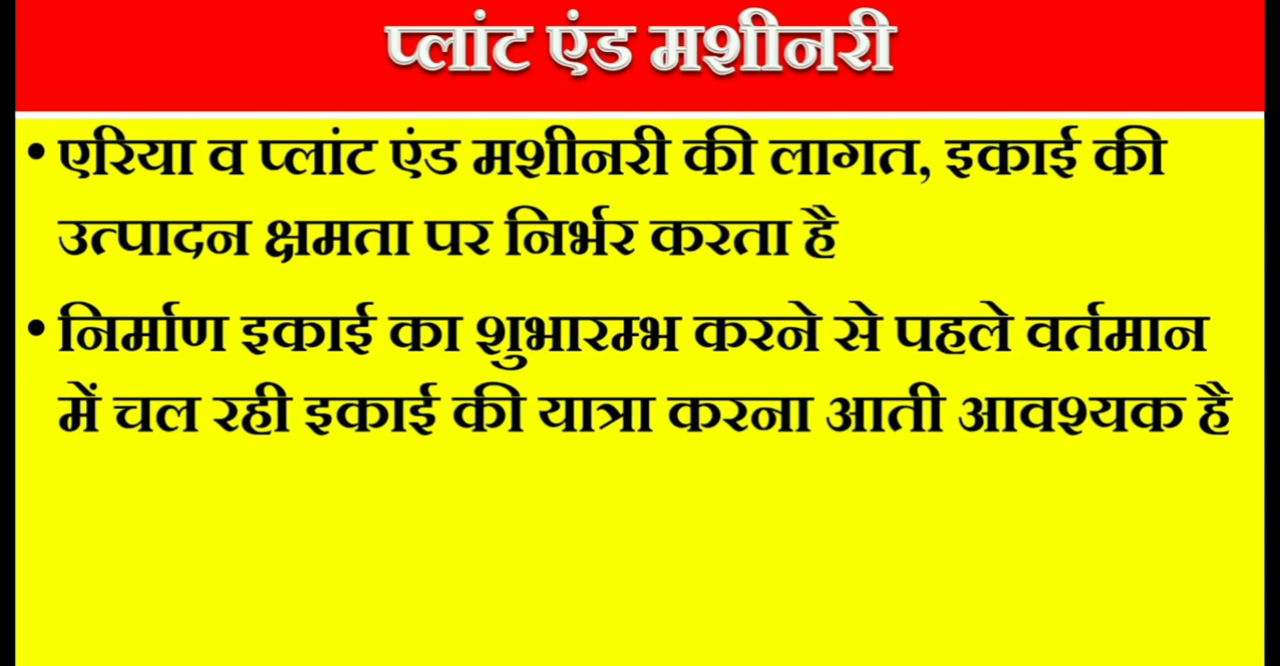 प्लांट एंड मशीनरी
• एरिया व प्लांट एंड मशीनरी की लागत, इकाई की
उत्पादन क्षमता पर निर्भर करता है
• निर्माण इकाई का शुभारम्भ करने से पहले वर्तमान
में चल रही इकाई की यात्रा करना आती आवश्यक है